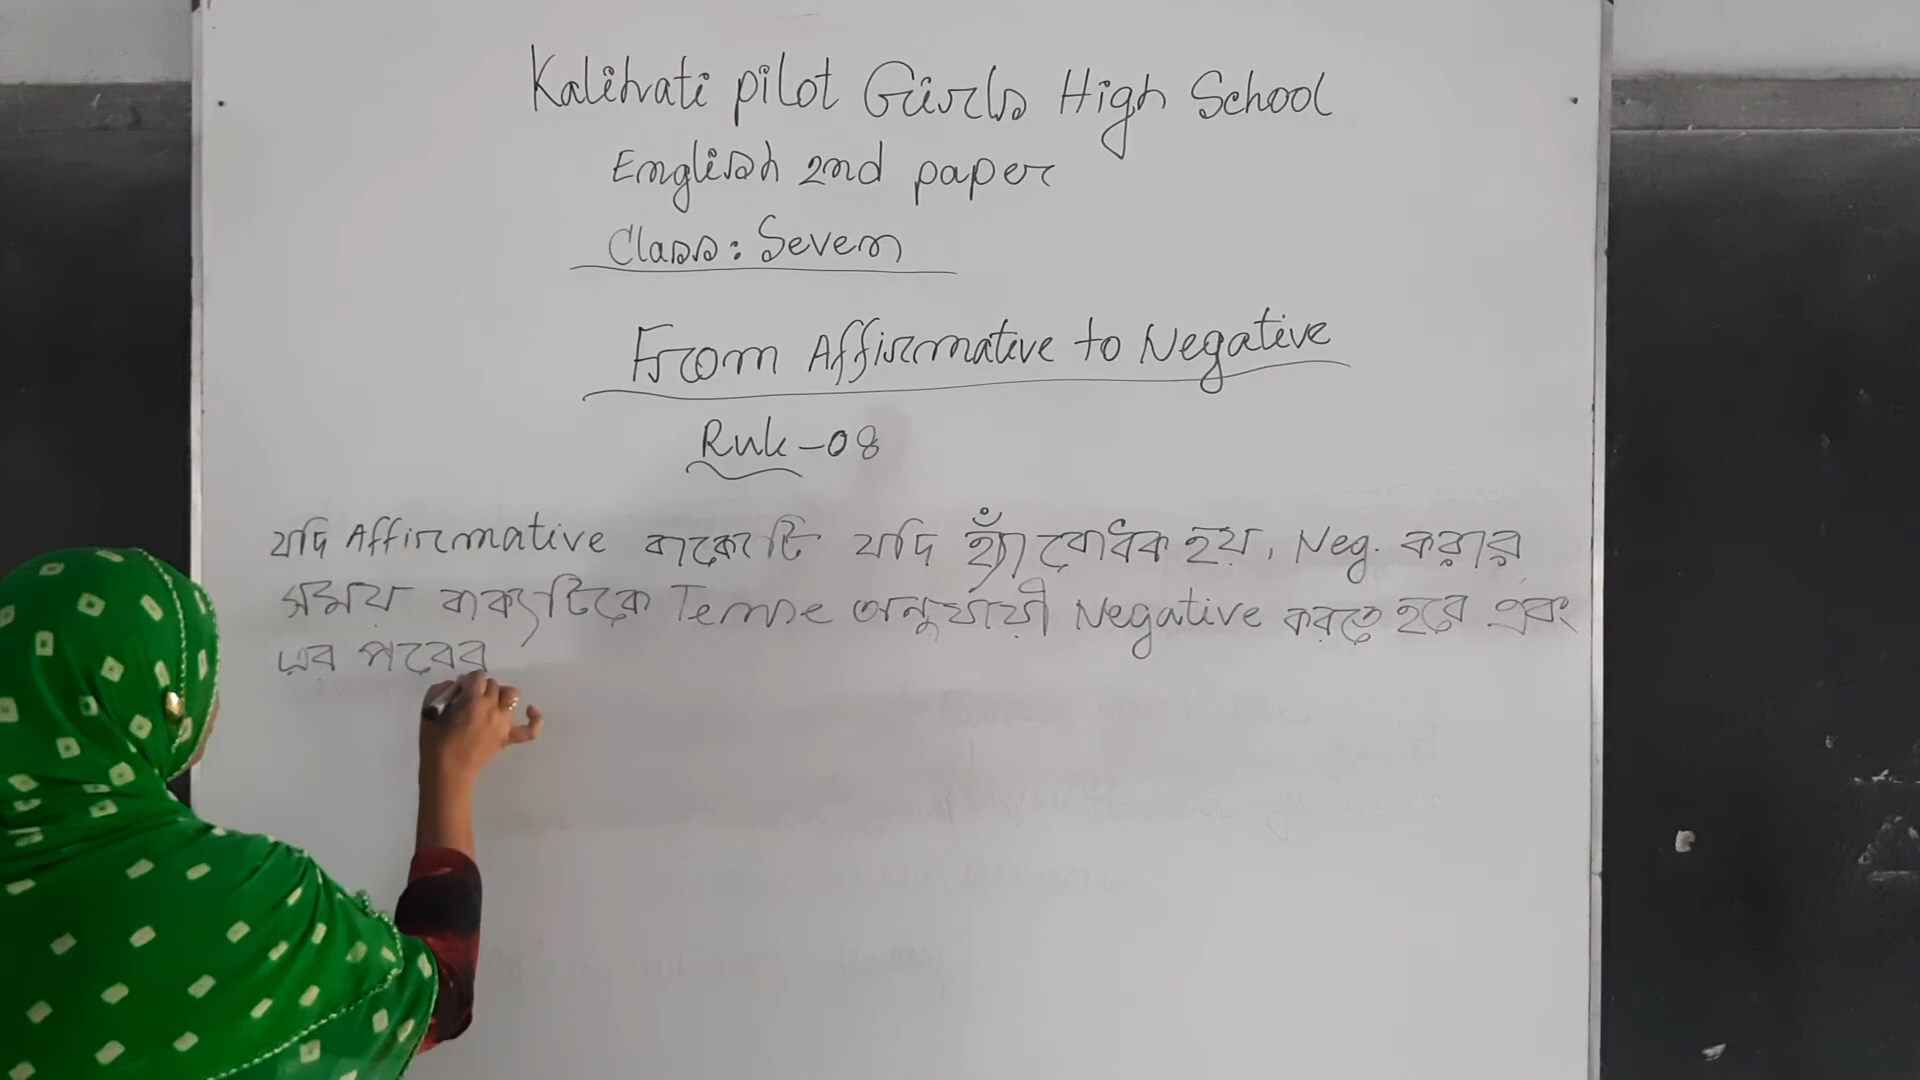 Kalihati pilot Girls High School
English 2nd paper
Class: Seven
From Affirmative to Negative
Rule-08
যদি Affirmative বাক্যেটি যদি হ্যাঁ বোধক হয়, Neg. করার
সময় বাক্যটিকে Tense অনুযায়ী Negative করতে হবে এবং
এর পরের